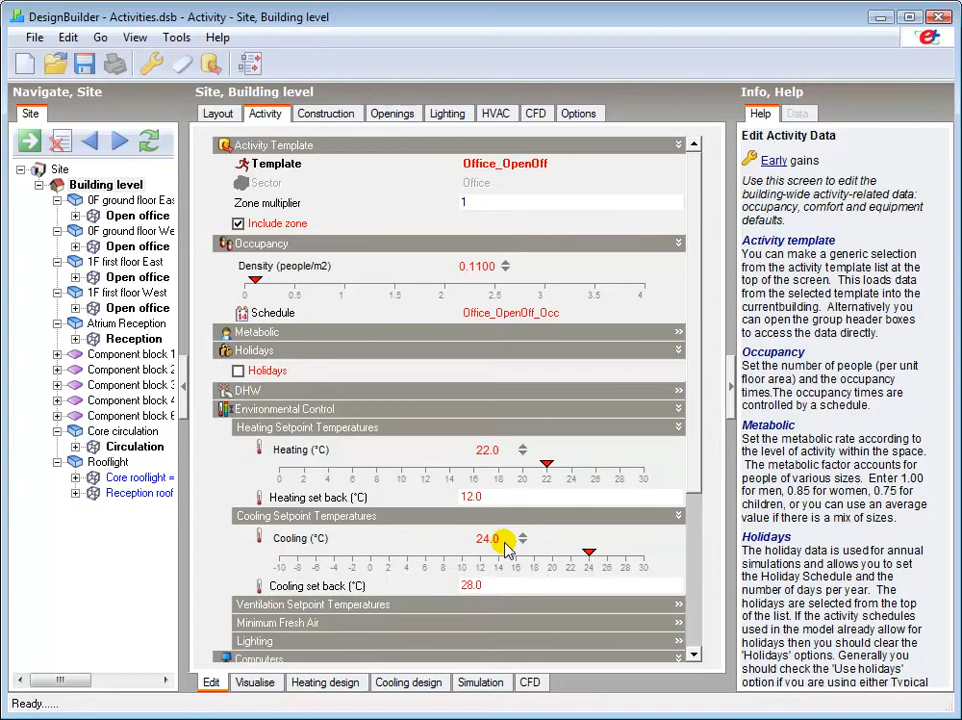 DesignBuilder - Activities.dsb - Activity - Site, Building level
File Edit Go View Tools Help
Navigate, Site
Site
Site
Building level
0F ground floor Eas
Open office
0F ground floor We
Open office
1F first floor East
Open office
1F first floor West
Open office
Atrium Reception
Reception
Component block 1
Component block 2
Component block 3
Component block 4
Component block 6
Core circulation
Circulation
Rooflight
Core rooflight =
Reception roof
Site, Building level
Layout Activity Construction Openings Lighting HVAC CFD Options
Activity Template
Template Office_OpenOff
Sector Office
Zone multiplier 1
Include zone
Occupancy
Density (people/m2) 0.1100
0 0.5 1 1.5 2 2.5 3 3.5 4
Schedule Office_OpenOff_Occ
Metabolic
Holidays
Holidays
DHW
Environmental Control
Heating Setpoint Temperatures
Heating (°C) 22.0
0 2 4 6 8 10 12 14 16 18 20 22 24 26 28 30
Heating set back (°C) 12.0
Cooling Setpoint Temperatures
Cooling (°C) 24.0
-10 -8 -6 -4 -2 0 2 4 6 8 10 12 14 16 18 20 22 24 26 28 30
Cooling set back (°C) 28.0
Ventilation Setpoint Temperatures
Minimum Fresh Air
Lighting
Computers
Edit Visualise Heating design Cooling design Simulation CFD
Info, Help
Help Data
Edit Activity Data
Early gains
Use this screen to edit the
building-wide activity-related data:
occupancy, comfort and equipment
defaults.
Activity template
You can make a generic selection
from the activity template list at the
top of the screen. This loads data
from the selected template into the
currentbuilding. Alternatively you
can open the group header boxes
to access the data directly.
Occupancy
Set the number of people (per unit
floor area) and the occupancy
times.The occupancy times are
controlled by a schedule.
Metabolic
Set the metabolic rate according to
the level of activity within the space.
The metabolic factor accounts for
people of various sizes. Enter 1.00
for men, 0.85 for women, 0.75 for
children, or you can use an average
value if there is a mix of sizes.
Holidays
The holiday data is used for annual
simulations and allows you to set
the Holiday Schedule and the
number of days per year. The
holidays are selected from the top
of the list. If the activity schedules
used in the model already allow for
holidays then you should clear the
'Holidays' options. Generally you
should check the 'Use holidays'
option if you are using either Typical
Ready.....